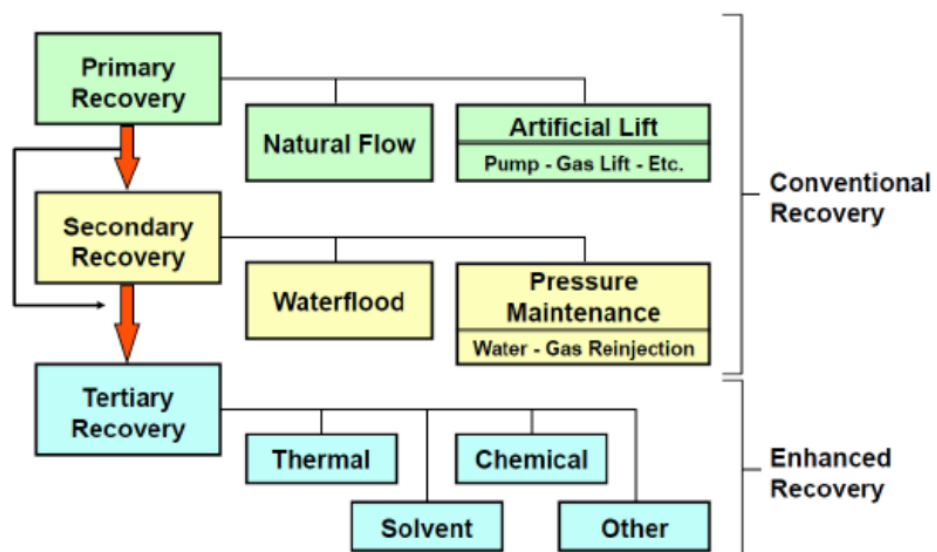 Primary
Recovery
Natural Flow
Artificial Lift
Pump - Gas Lift - Etc.
Conventional
Recovery
Secondary
Recovery
Waterflood
Pressure
Maintenance
Water - Gas Reinjection
Tertiary
Recovery
Thermal
Chemical
Solvent
Other
Enhanced
Recovery